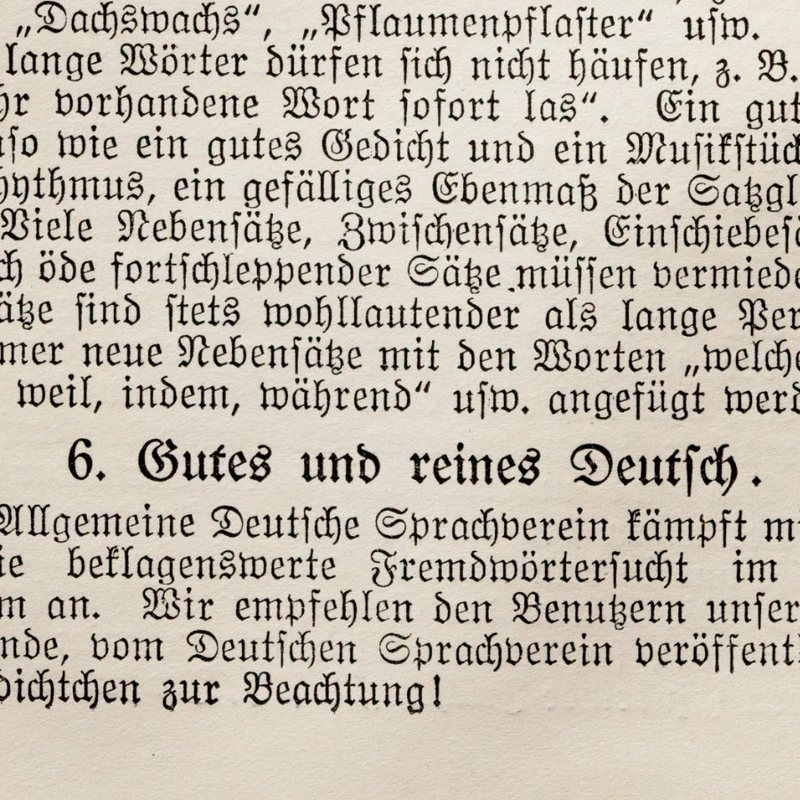 „Dachswachs“, „Pflaumenpflaster“ usw.
lange Wörter dürfen sich nicht häufen, z. B.
hr vorhandene Wort sofort las“. Ein gut
so wie ein gutes Gedicht und ein Musikstück
hythmus, ein gefälliges Ebenmaß der Satzgl
Viele Nebensätze, Zwischensätze, Einschiebesä
ch öde fortschleppender Sätze müssen vermiede
ätze sind stets wohllautender als lange Per
mer neue Nebensätze mit den Worten „welche
weil, indem, während“ usw. angefügt werd
6. Gutes und reines Deutsch.
Allgemeine Deutsche Sprachverein kämpft mi
ie beklagenswerte Fremdwörtersucht im
m an. Wir empfehlen den Benutzern unser
nde, vom Deutschen Sprachverein veröffentl
dichtchen zur Beachtung!